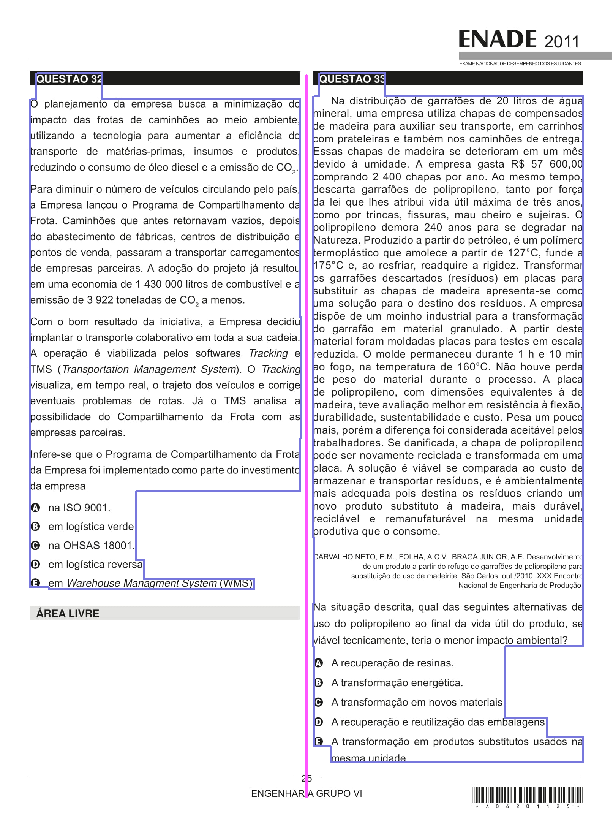 ENADE 2011
EXAME NACIONAL DE DESEMPENHO DOS ESTUDANTES
QUESTÃO 32
O planejamento da empresa busca a minimização do
impacto das frotas de caminhões ao meio ambiente,
utilizando a tecnologia para aumentar a eficiência do
transporte de matérias-primas, insumos e produtos,
reduzindo o consumo de óleo diesel e a emissão de CO2.
Para diminuir o número de veículos circulando pelo país,
a Empresa lançou o Programa de Compartilhamento da
Frota. Caminhões que antes retornavam vazios, depois
do abastecimento de fábricas, centros de distribuição e
pontos de venda, passaram a transportar carregamentos
de empresas parceiras. A adoção do projeto já resultou
em uma economia de 1 430 000 litros de combustível e a
emissão de 3 922 toneladas de CO2 a menos.
Com o bom resultado da iniciativa, a Empresa decidiu
implantar o transporte colaborativo em toda a sua cadeia.
A operação é viabilizada pelos softwares Tracking e
TMS (Transportation Management System). O Tracking
visualiza, em tempo real, o trajeto dos veículos e corrige
eventuais problemas de rotas. Já o TMS analisa a
possibilidade do Compartilhamento da Frota com as
empresas parceiras.
Infere-se que o Programa de Compartilhamento da Frota
da Empresa foi implementado como parte do investimento
da empresa
A na ISO 9001.
B em logística verde.
C na OHSAS 18001.
D em logística reversa.
E em Warehouse Managment System (WMS).
ÁREA LIVRE
QUESTÃO 33
Na distribuição de garrafões de 20 litros de água
mineral, uma empresa utiliza chapas de compensados
de madeira para auxiliar seu transporte, em carrinhos
com prateleiras e também nos caminhões de entrega.
Essas chapas de madeira se deterioram em um mês
devido à umidade. A empresa gasta R$ 57 600,00
comprando 2 400 chapas por ano. Ao mesmo tempo,
descarta garrafões de polipropileno, tanto por força
da lei que lhes atribui vida útil máxima de três anos,
como por trincas, fissuras, mau cheiro e sujeiras. O
polipropileno demora 240 anos para se degradar na
Natureza. Produzido a partir do petróleo, é um polímero
termoplástico que amolece a partir de 127°C, funde a
175°C e, ao resfriar, readquire a rigidez. Transformar
os garrafões descartados (resíduos) em placas para
substituir as chapas de madeira apresenta-se como
uma solução para o destino dos resíduos. A empresa
dispõe de um moinho industrial para a transformação
do garrafão em material granulado. A partir deste
material foram moldadas placas para testes em escala
reduzida. O molde permaneceu durante 1 h e 10 min
ao fogo, na temperatura de 160°C. Não houve perda
de peso do material durante o processo. A placa
de polipropileno, com dimensões equivalentes à de
madeira, teve avaliação melhor em resistência à flexão,
durabilidade, sustentabilidade e custo. Pesa um pouco
mais, porém a diferença foi considerada aceitável pelos
trabalhadores. Se danificada, a chapa de polipropileno
pode ser novamente reciclada e transformada em uma
placa. A solução é viável se comparada ao custo de
armazenar e transportar resíduos, e é ambientalmente
mais adequada pois destina os resíduos criando um
novo produto substituto à madeira, mais durável,
reciclável e remanufaturável na mesma unidade
produtiva que o consome.
de um produto a partir do refugo de garrafões de polipropileno para
Nacional de Engenharia de Produção.
Na situação descrita, qual das seguintes alternativas de
uso do polipropileno ao final da vida útil do produto, se
viável tecnicamente, teria o menor impacto ambiental?
A A recuperação de resinas.
B A transformação energética.
C A transformação em novos materiais.
D A recuperação e reutilização das embalagens.
E A transformação em produtos substitutos usados na
mesma unidade.
25
ENGENHARIA GRUPO VI